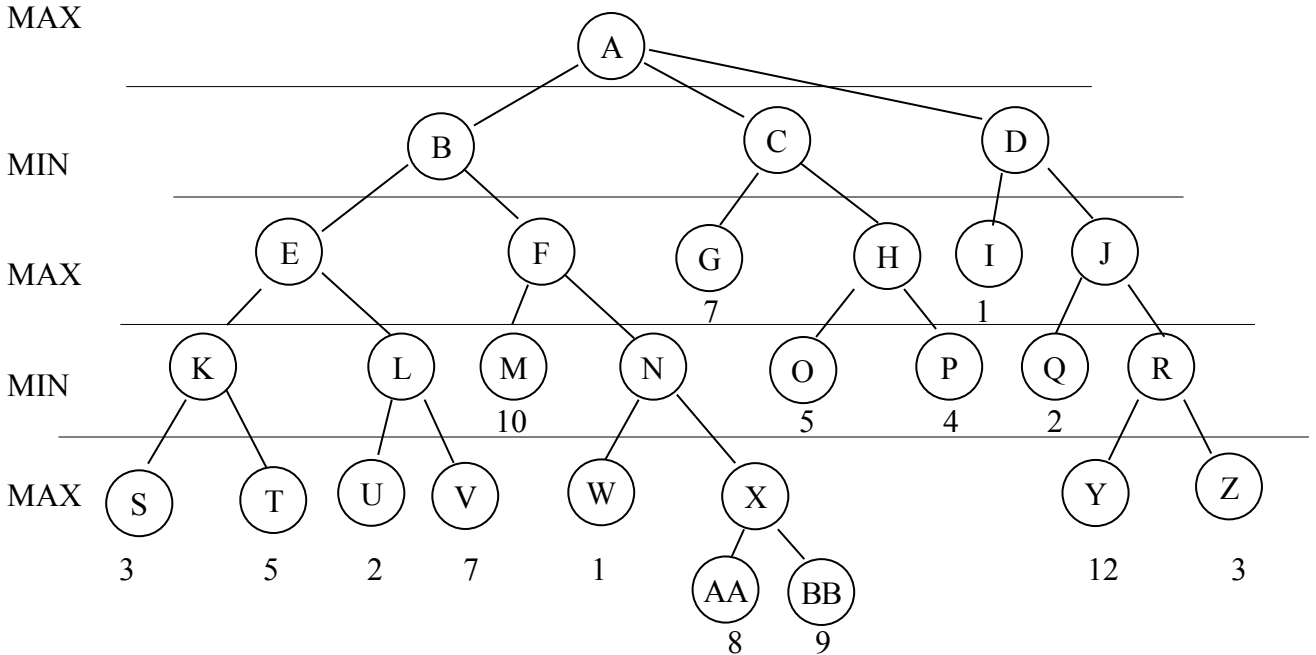 MAX
A
MIN
B C D
MAX
E F G H I J
7 1
MIN
K L M N O P Q R
10 5 4 2
MAX
S T U V W X Y Z
3 5 2 7 1 12 3
AA BB
8 9